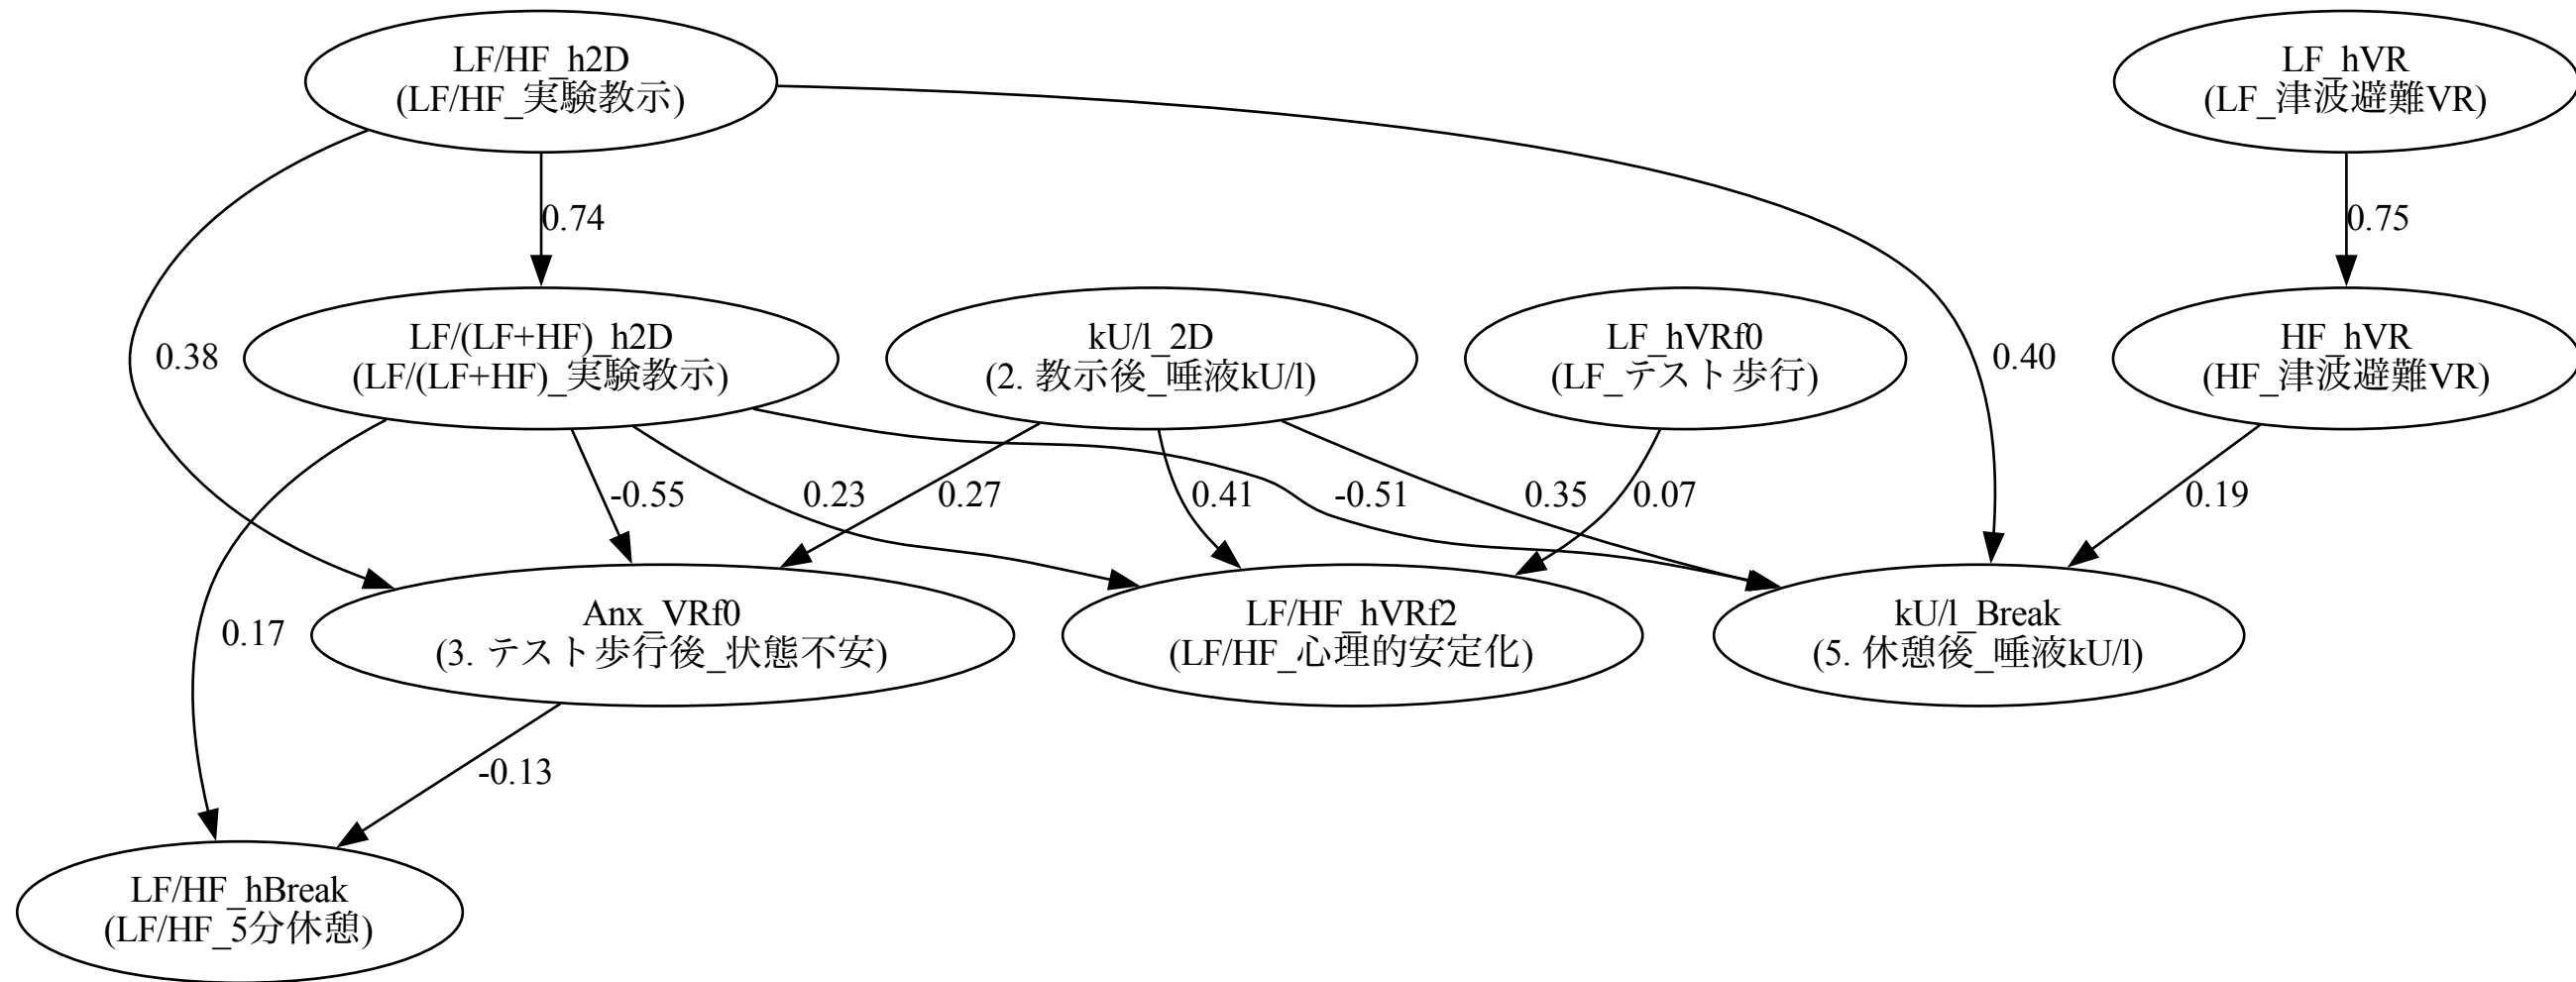 LF/HF_h2D
(LF/HF_実験教示)
LF_hVR
(LF_津波避難VR)
0.74
0.75
LF/(LF+HF)_h2D
(LF/(LF+HF)_実験教示)
kU/l_2D
(2. 教示後_唾液kU/l)
LF_hVRf0
(LF_テスト歩行)
HF_hVR
(HF_津波避難VR)
0.38
0.40
-0.55
0.23
0.27
0.41
-0.51
0.35
0.07
0.19
0.17
Anx_VRf0
(3. テスト歩行後_状態不安)
LF/HF_hVRf2
(LF/HF_心理的安定化)
kU/l_Break
(5. 休憩後_唾液kU/l)
-0.13
LF/HF_hBreak
(LF/HF_5分休憩)